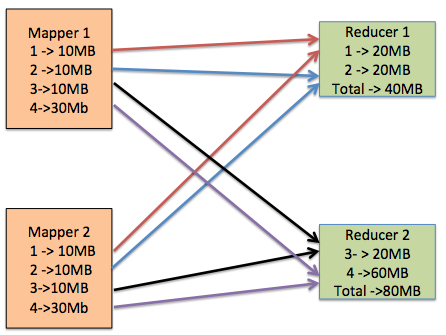 Mapper 1
1 -> 10MB
2 ->10MB
3->10MB
4->30Mb
Reducer 1
1 -> 20MB
2 -> 20MB
Total -> 40MB
Mapper 2
1 -> 10MB
2 ->10MB
3->10MB
4->30Mb
Reducer 2
3- > 20MB
4 ->60MB
Total ->80MB